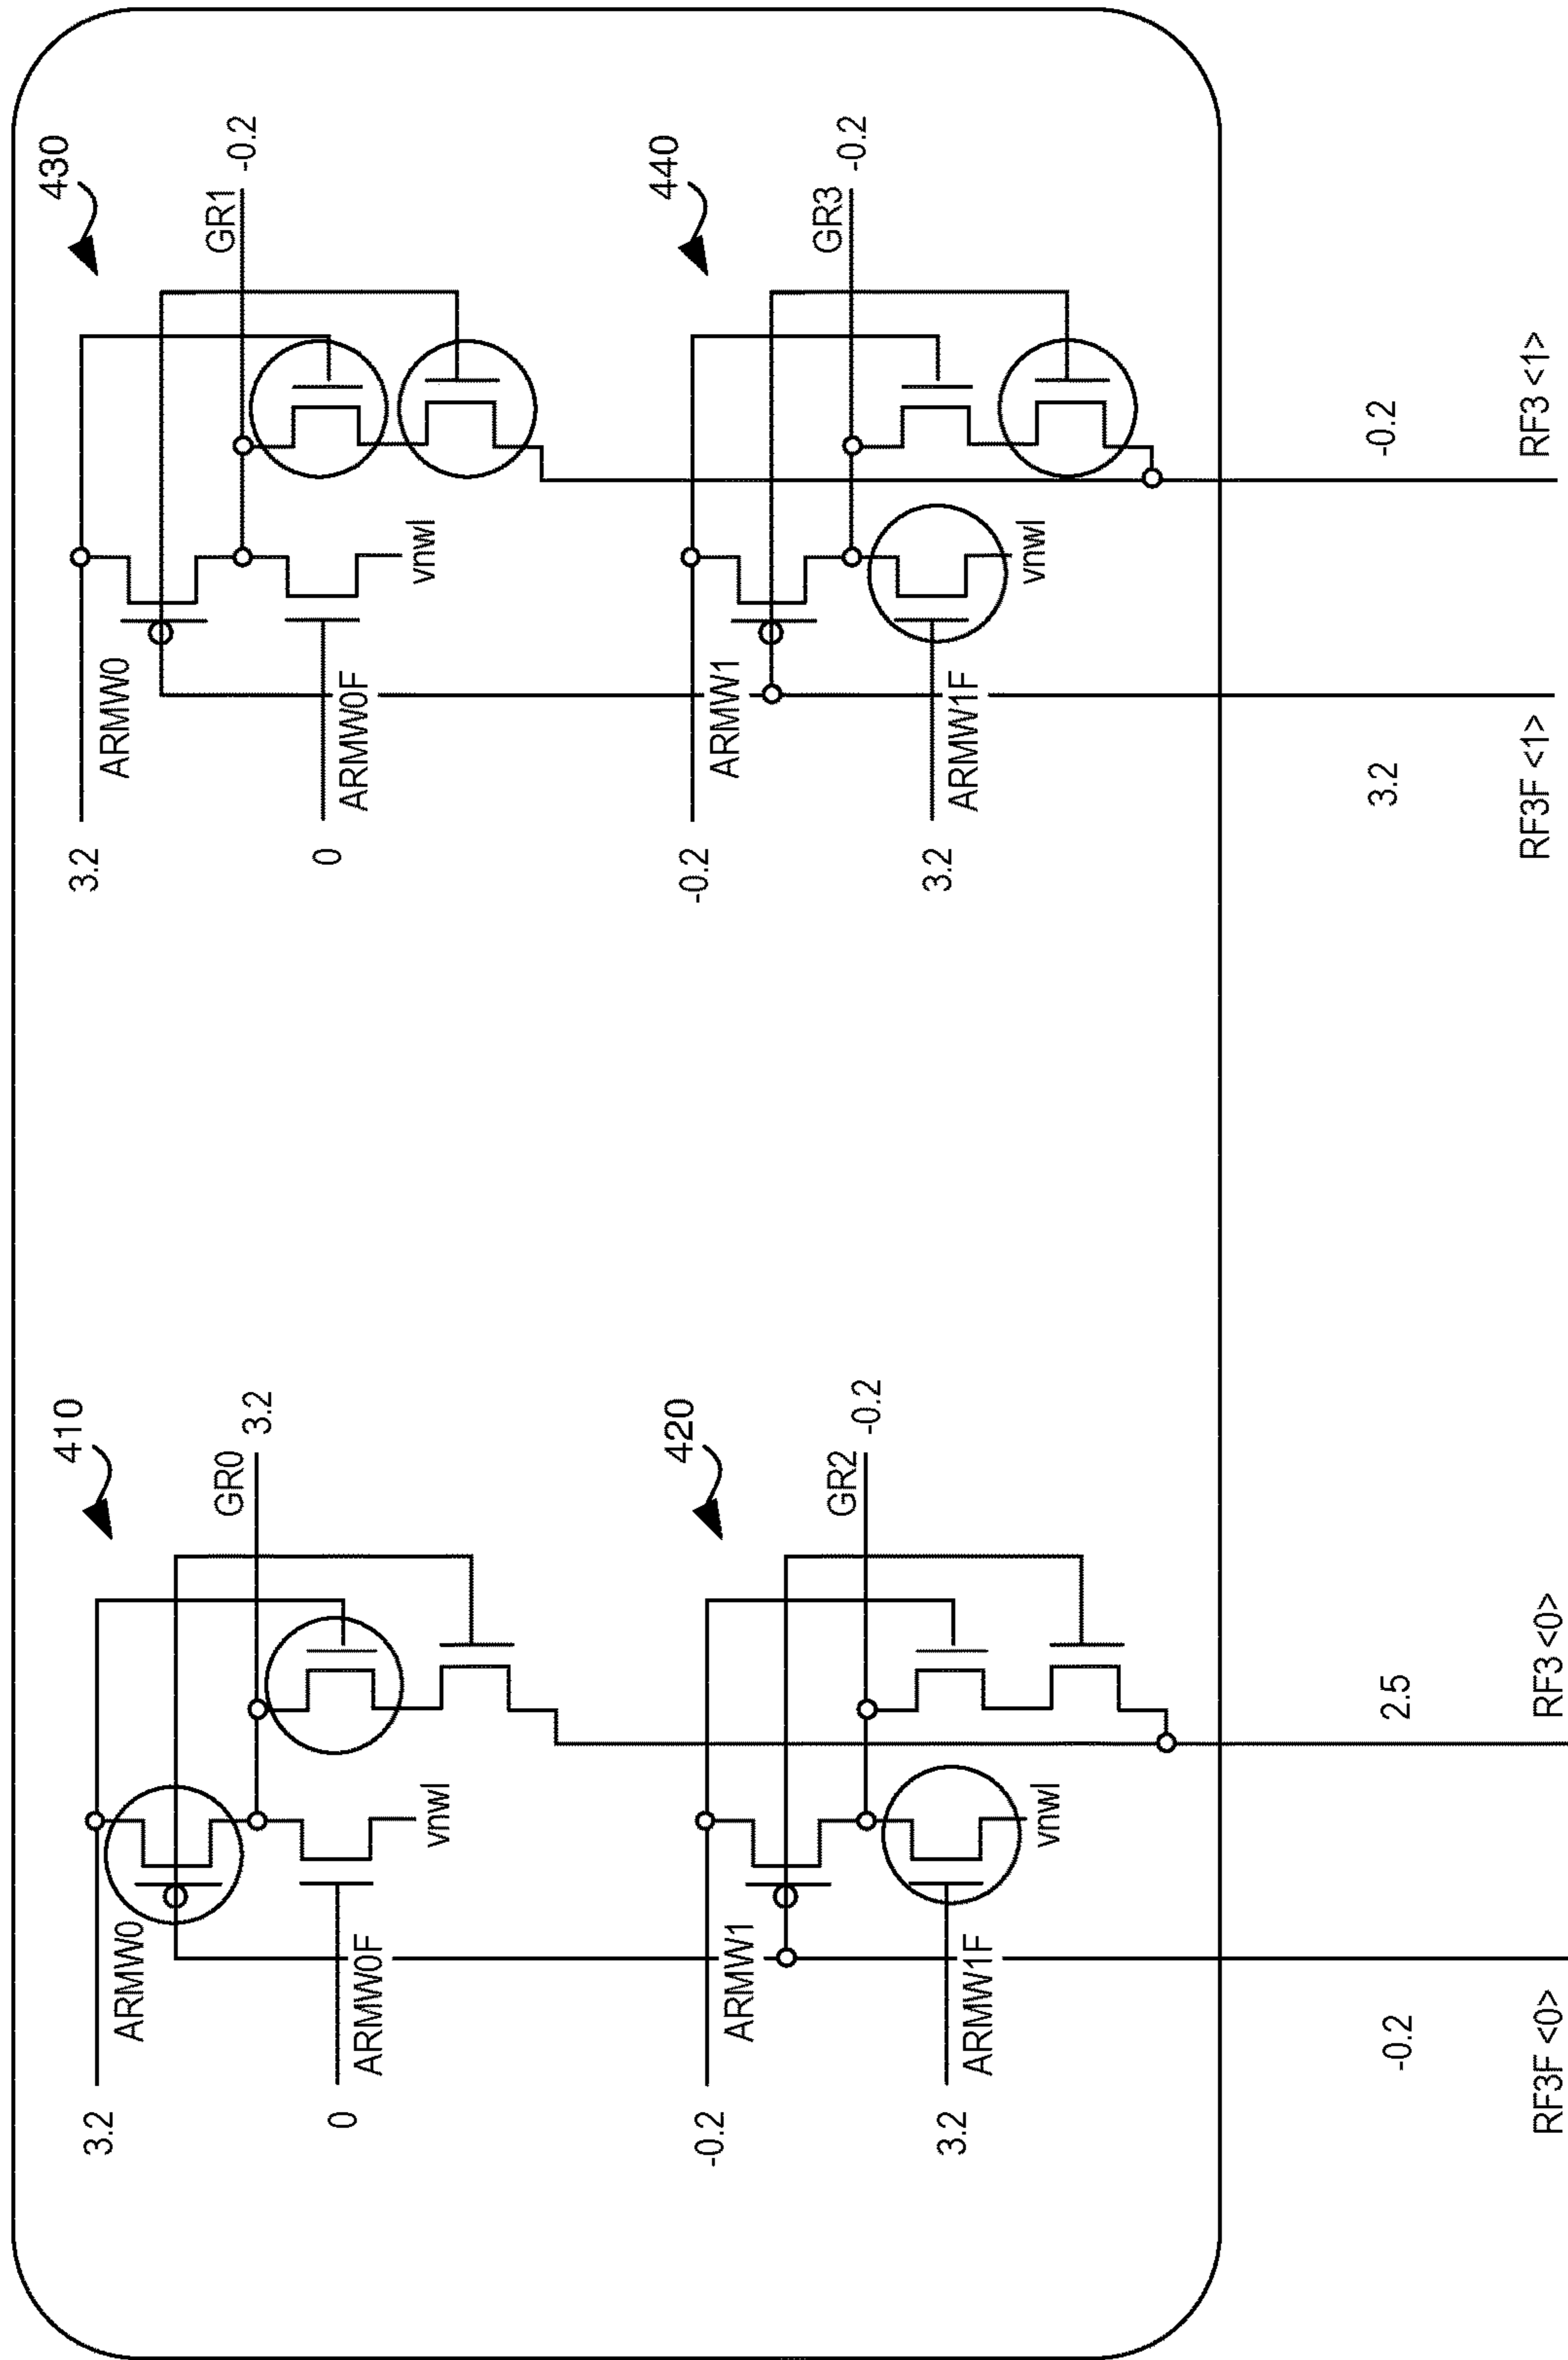 410
3.2
ARMW0
GR0
3.2
0
ARMW0F
vnwl
420
-0.2
ARMW1
GR2
-0.2
3.2
ARMW1F
vnwl
-0.2
2.5
RF3F <0>
RF3 <0>
430
3.2
ARMW0
GR1
-0.2
0
ARMW0F
vnwl
440
-0.2
ARMW1
GR3
-0.2
3.2
ARMW1F
vnwl
3.2
-0.2
RF3F <1>
RF3 <1>